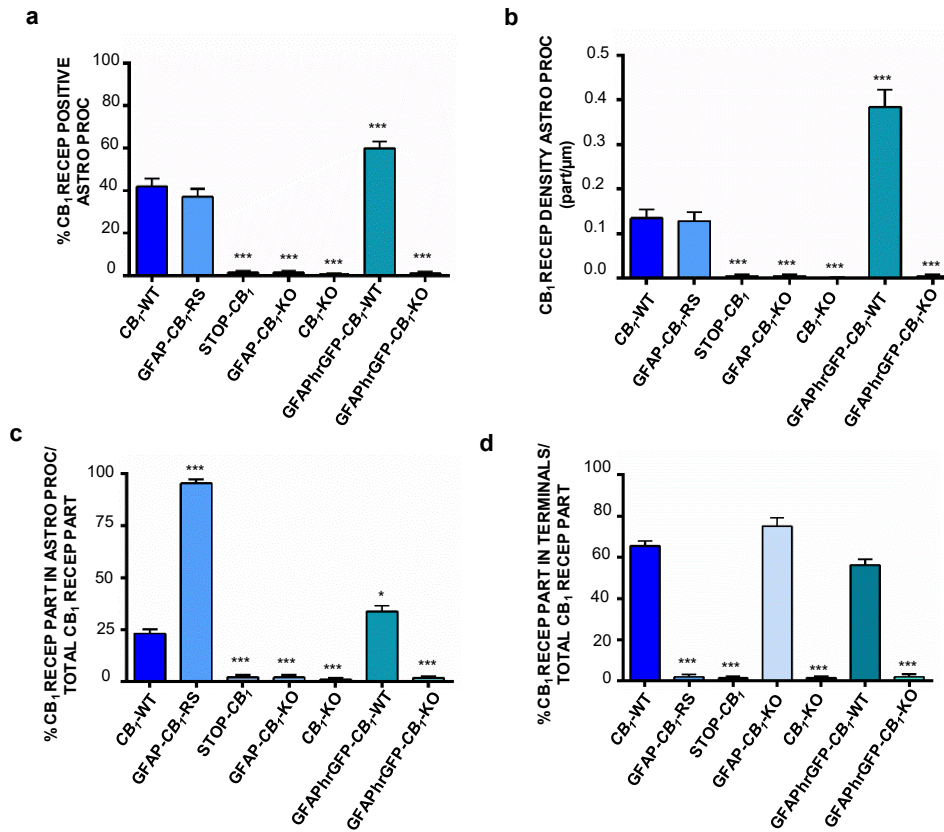 a
% CB₁ RECEP POSITIVE
ASTRO PROC
100
80
60
40
20
0
***
***
***
***
***
CB₁-WT
GFAP-CB₁-RS
STOP-CB₁
GFAP-CB₁-KO
CB₁-KO
GFAPhrGFP-CB₁-WT
GFAPhrGFP-CB₁-KO
b
CB₁ RECEP DENSITY ASTRO PROC
(part/µm)
0.5
0.4
0.3
0.2
0.1
0.0
***
***
***
***
***
CB₁-WT
GFAP-CB₁-RS
STOP-CB₁
GFAP-CB₁-KO
CB₁-KO
GFAPhrGFP-CB₁-WT
GFAPhrGFP-CB₁-KO
c
% CB₁ RECEP PART IN ASTRO PROC/
TOTAL CB₁ RECEP PART
100
75
50
25
0
***
***
***
***
*
***
CB₁-WT
GFAP-CB₁-RS
STOP-CB₁
GFAP-CB₁-KO
CB₁-KO
GFAPhrGFP-CB₁-WT
GFAPhrGFP-CB₁-KO
d
% CB₁ RECEP PART IN TERMINALS/
TOTAL CB₁ RECEP PART
100
80
60
40
20
0
***
***
***
***
CB₁-WT
GFAP-CB₁-RS
STOP-CB₁
GFAP-CB₁-KO
CB₁-KO
GFAPhrGFP-CB₁-WT
GFAPhrGFP-CB₁-KO